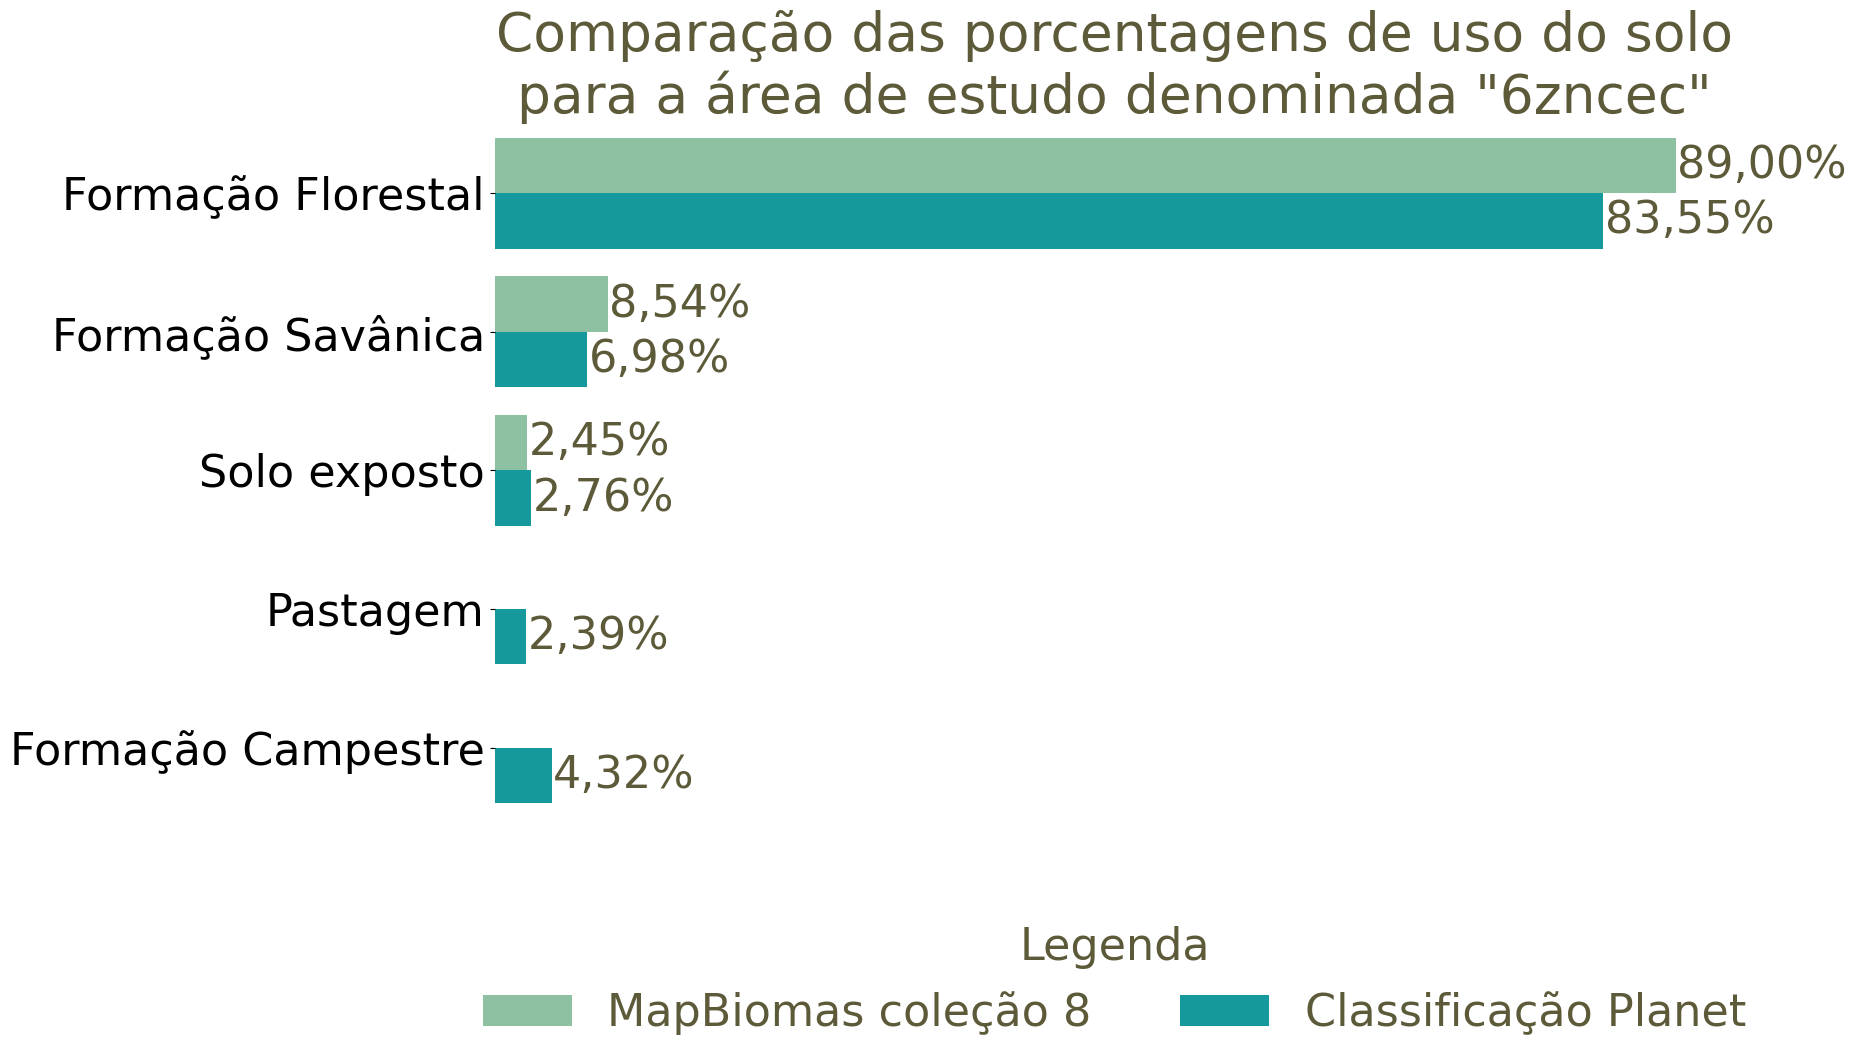 Comparação das porcentagens de uso do solo
para a área de estudo denominada "6zncec"
Formação Florestal
89,00%
83,55%
Formação Savânica
8,54%
6,98%
Solo exposto
2,45%
2,76%
Pastagem
2,39%
Formação Campestre
4,32%
Legenda
MapBiomas coleção 8
Classificação Planet